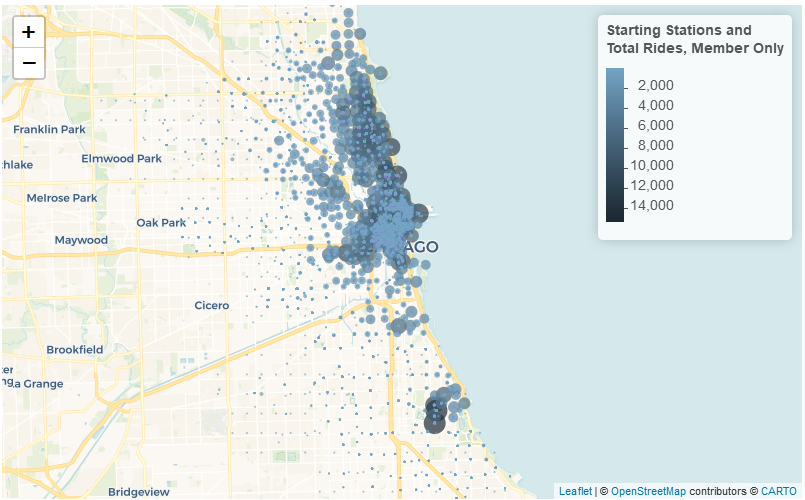 +
−
Starting Stations and
Total Rides, Member Only
2,000
4,000
6,000
8,000
10,000
12,000
14,000
Franklin Park
Elmwood Park
hlake
Melrose Park
Oak Park
Maywood
AGO
Cicero
Brookfield
a Grange
Bridgeview
Leaflet | © OpenStreetMap contributors © CARTO